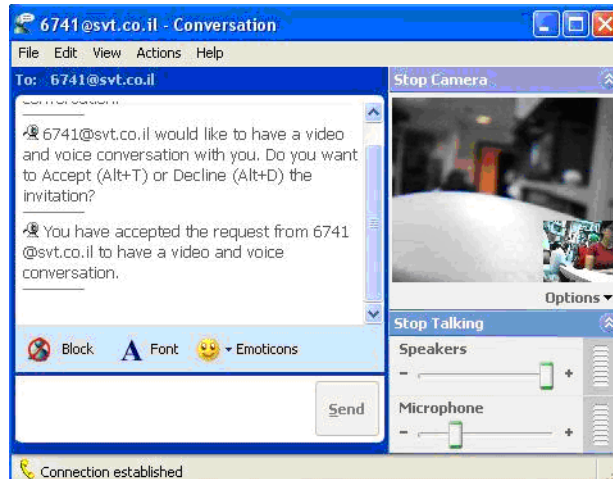 6741@svt.co.il - Conversation
File Edit View Actions Help
To: 6741@svt.co.il
conversation.
6741@svt.co.il would like to have a video
and voice conversation with you. Do you want
to Accept (Alt+T) or Decline (Alt+D) the
invitation?
You have accepted the request from 6741
@svt.co.il to have a video and voice
conversation.
Block A Font Emoticons
Send
Connection established
Stop Camera
Options
Stop Talking
Speakers
- +
Microphone
- +